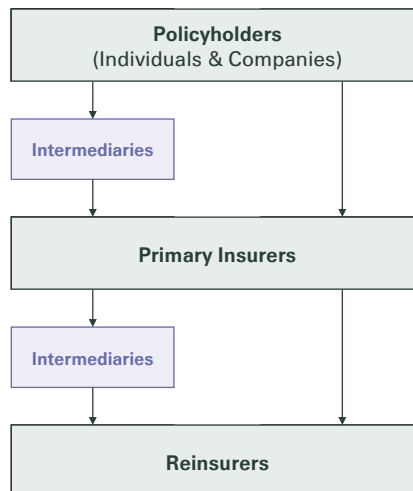 Policyholders
(Individuals & Companies)
Intermediaries
Primary Insurers
Intermediaries
Reinsurers